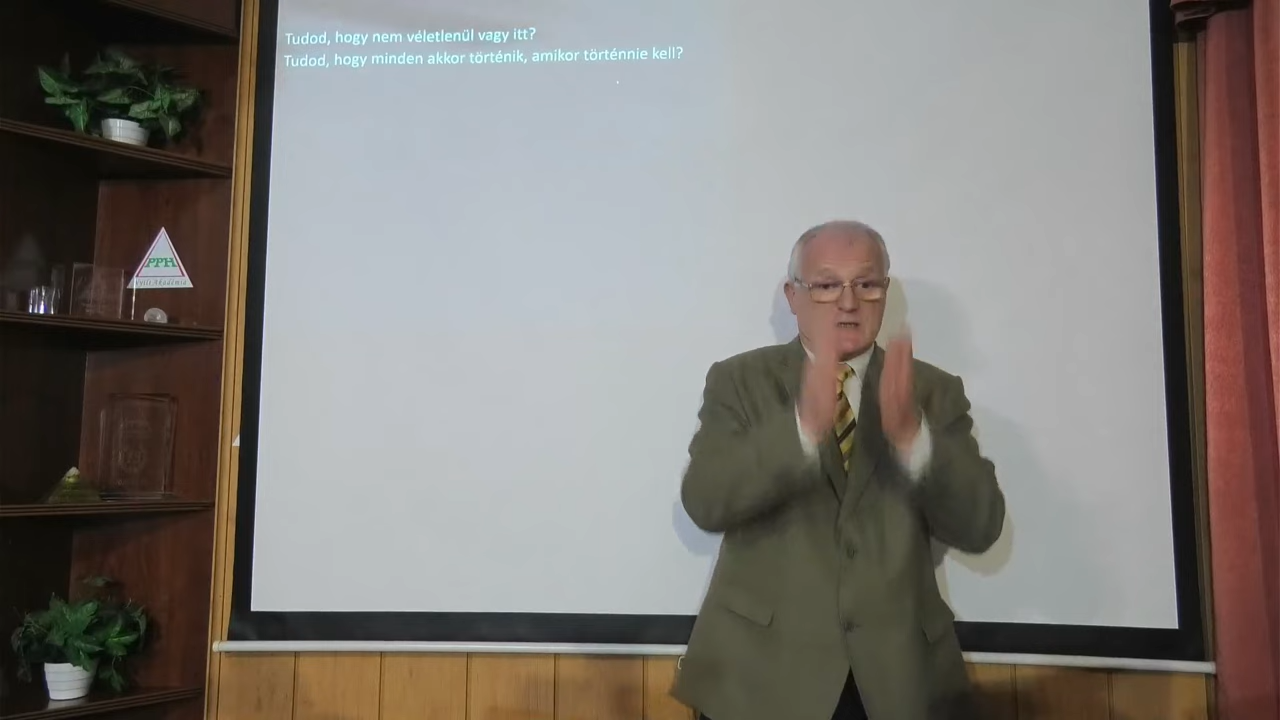 Tudod, hogy nem véletlenül vagy itt?
Tudod, hogy minden akkor történik, amikor történnie kell?
PPH